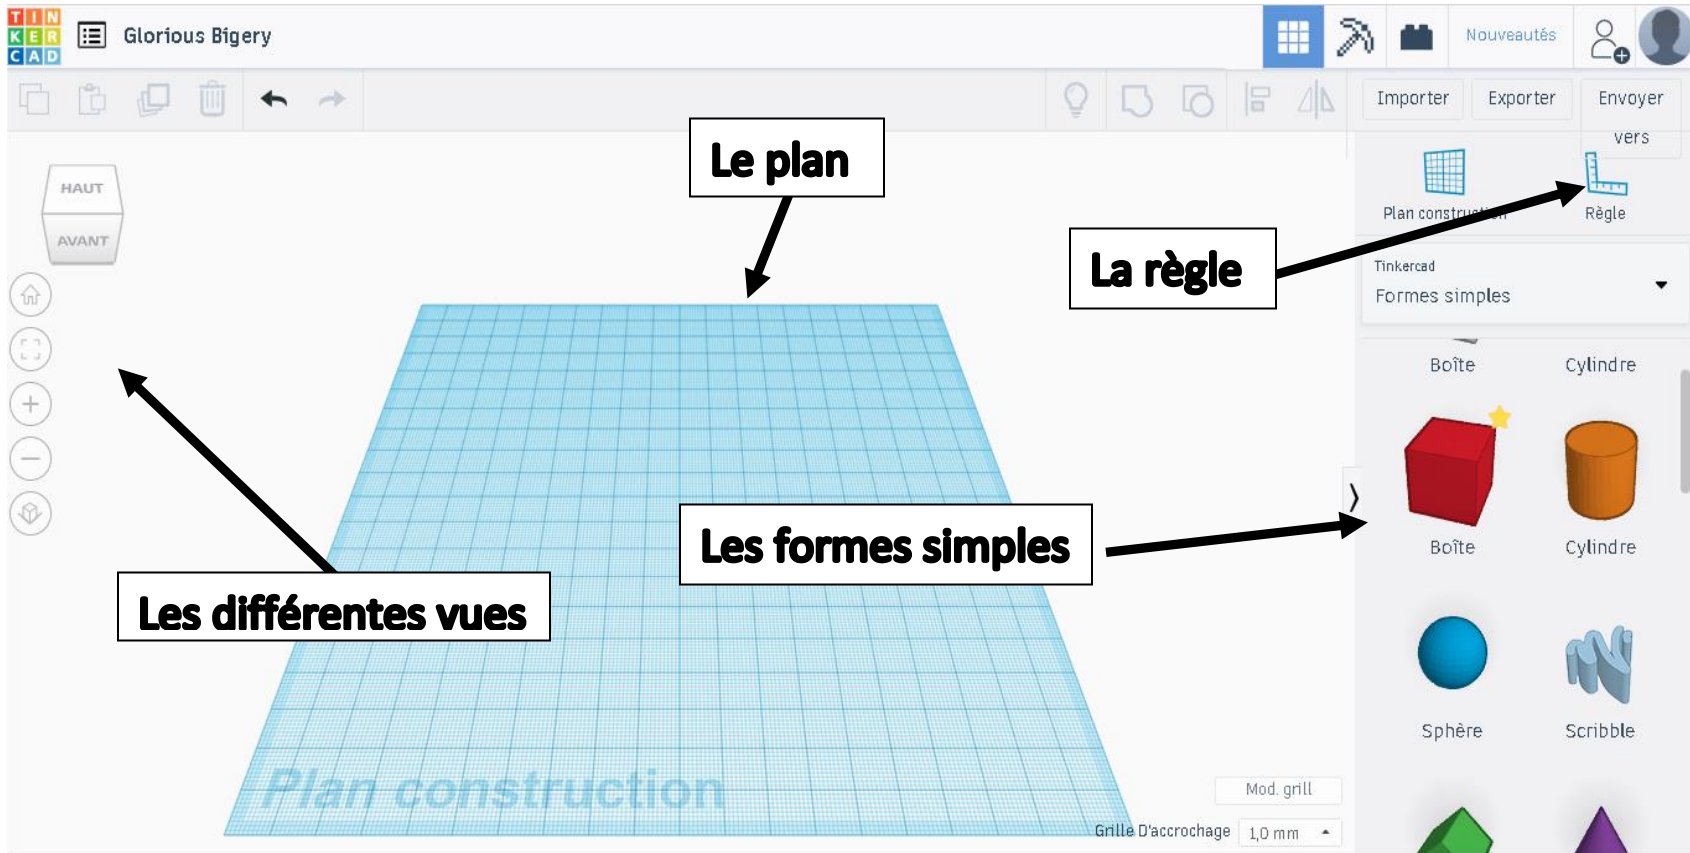 TIN
KER
CAD
Glorious Bigery
Nouveautés
Importer
Exporter
Envoyer
vers
Le plan
HAUT
AVANT
Plan construction
Règle
La règle
Tinkercad
Formes simples
Boîte
Cylindre
Les formes simples
Boîte
Cylindre
Les différentes vues
Sphère
Scribble
Plan construction
Mod. grill
Grille D'accrochage
1,0 mm